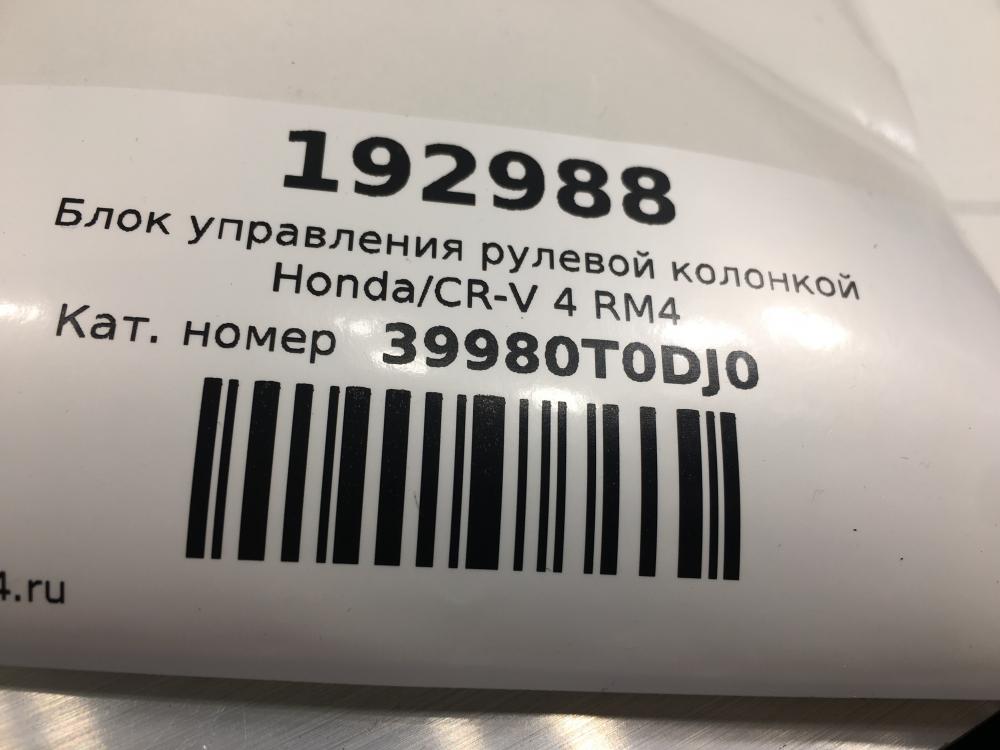 192988
Блок управления рулевой колонкой
Honda/CR-V 4 RM4
Кат. номер 39980T0DJ0
4.ru